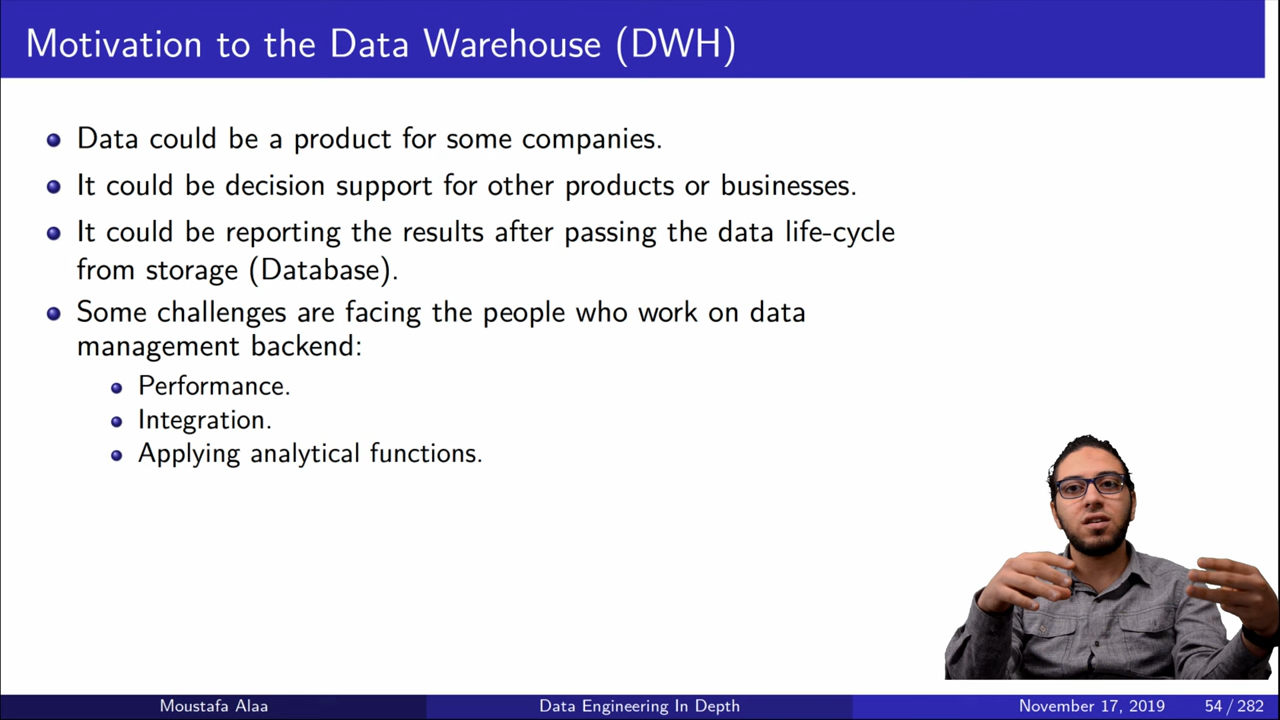 Motivation to the Data Warehouse (DWH)
Data could be a product for some companies.
It could be decision support for other products or businesses.
It could be reporting the results after passing the data life-cycle
from storage (Database).
Some challenges are facing the people who work on data
management backend:
Performance.
Integration.
Applying analytical functions.
Moustafa Alaa
Data Engineering In Depth
November 17, 2019
54 / 282